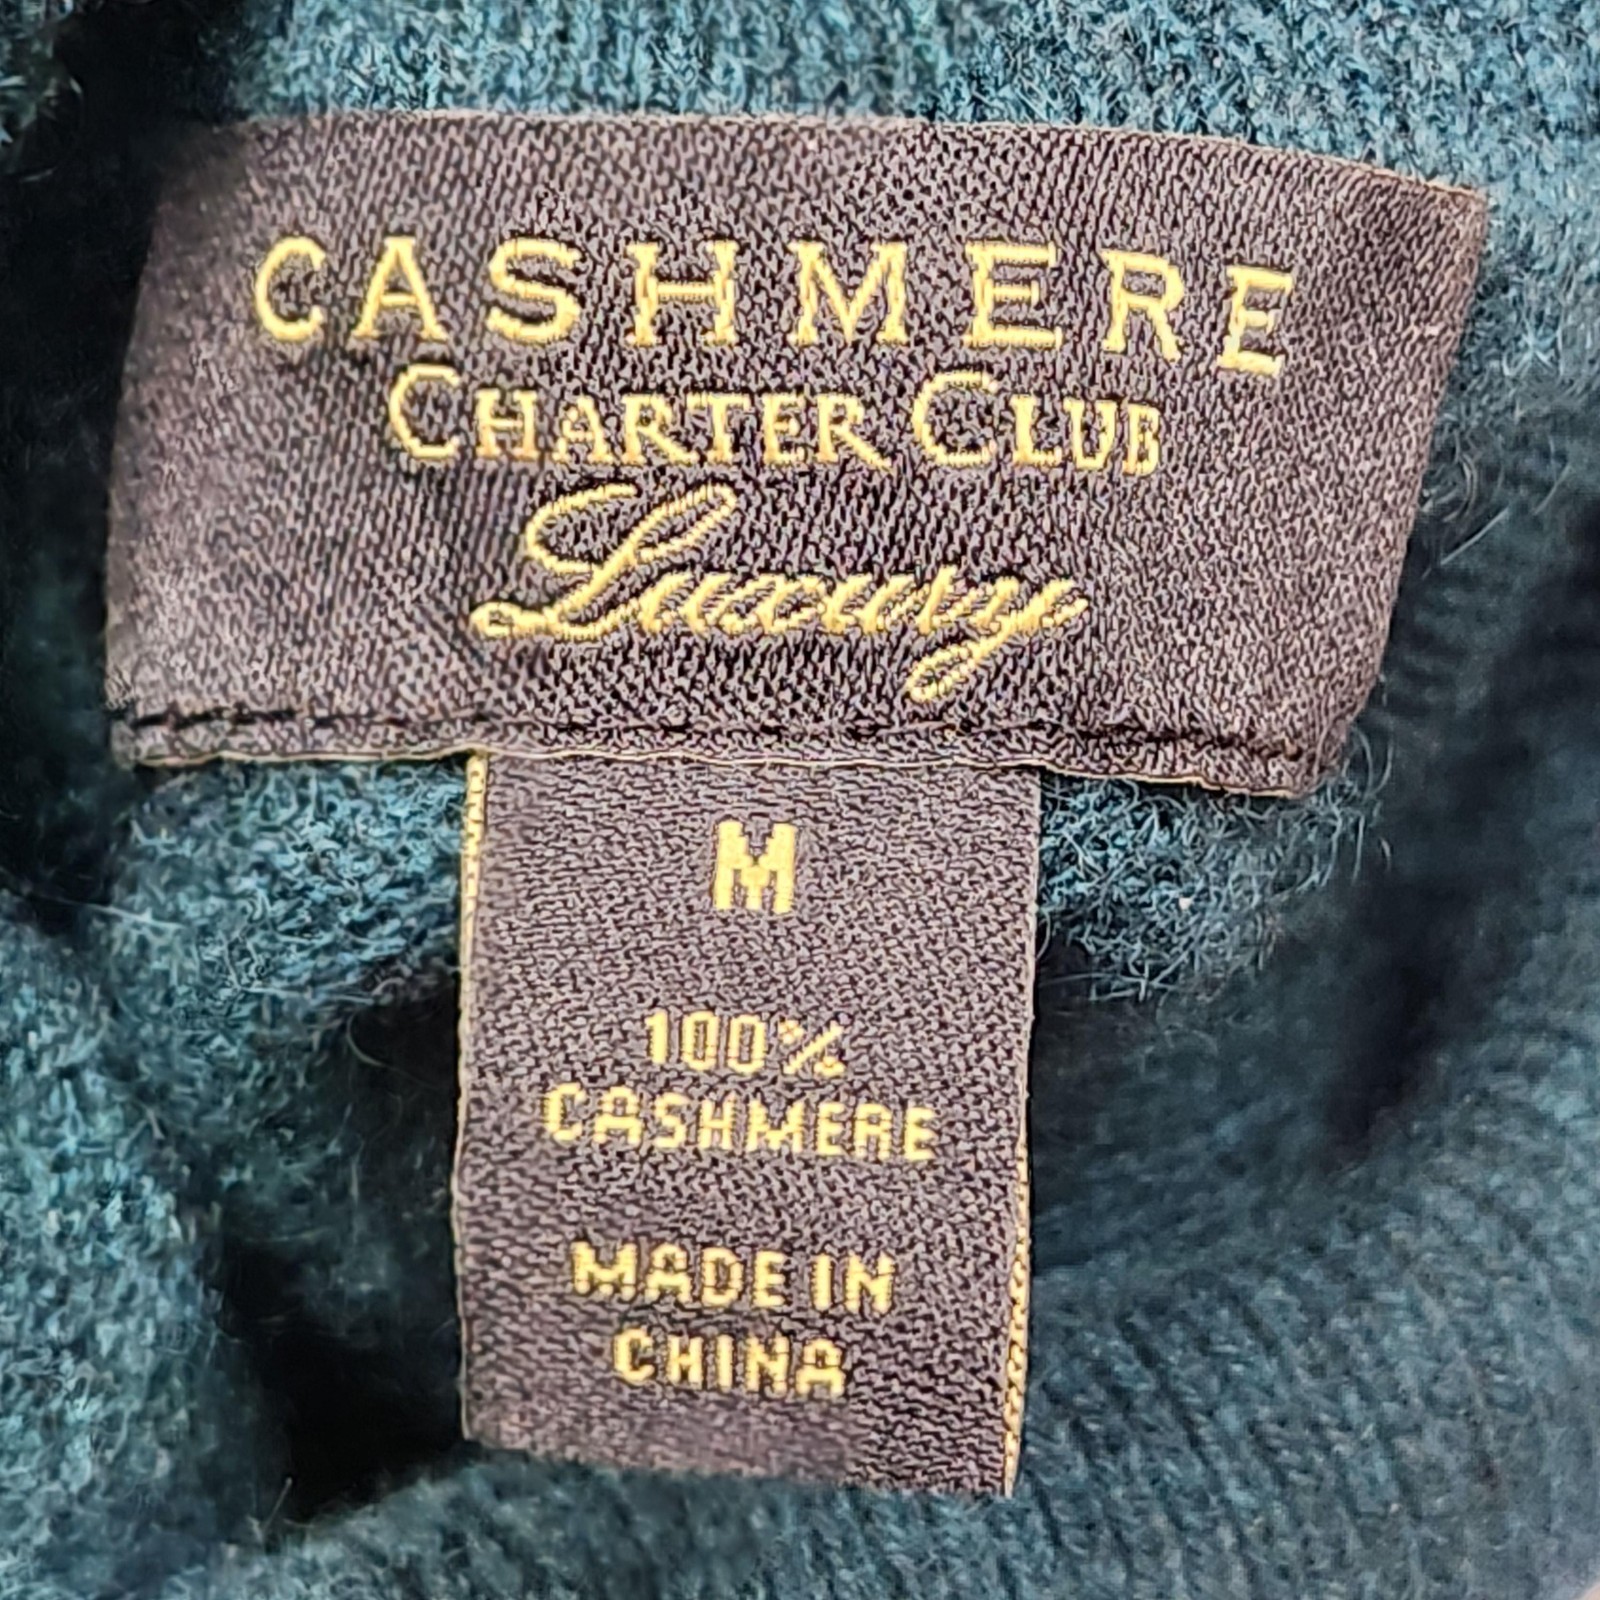 CASHMERE
CHARTER CLUB
Luxury
M
100%
CASHMERE
MADE IN
CHINA